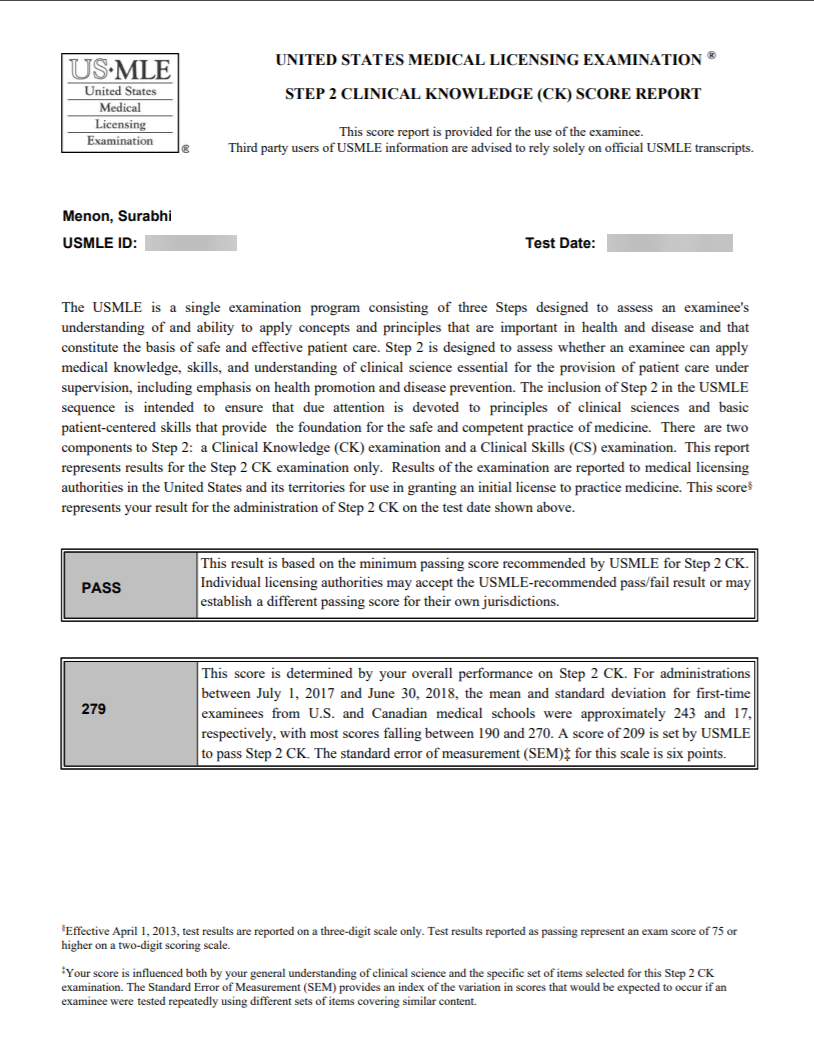 US·MLE
United States
Medical
Licensing
Examination
®
UNITED STATES MEDICAL LICENSING EXAMINATION ®
STEP 2 CLINICAL KNOWLEDGE (CK) SCORE REPORT
This score report is provided for the use of the examinee.
Third party users of USMLE information are advised to rely solely on official USMLE transcripts.
Menon, Surabhi
USMLE ID:
Test Date:
The USMLE is a single examination program consisting of three Steps designed to assess an examinee's
understanding of and ability to apply concepts and principles that are important in health and disease and that
constitute the basis of safe and effective patient care. Step 2 is designed to assess whether an examinee can apply
medical knowledge, skills, and understanding of clinical science essential for the provision of patient care under
supervision, including emphasis on health promotion and disease prevention. The inclusion of Step 2 in the USMLE
sequence is intended to ensure that due attention is devoted to principles of clinical sciences and basic
patient-centered skills that provide the foundation for the safe and competent practice of medicine. There are two
components to Step 2: a Clinical Knowledge (CK) examination and a Clinical Skills (CS) examination. This report
represents results for the Step 2 CK examination only. Results of the examination are reported to medical licensing
authorities in the United States and its territories for use in granting an initial license to practice medicine. This score§
represents your result for the administration of Step 2 CK on the test date shown above.
PASS
This result is based on the minimum passing score recommended by USMLE for Step 2 CK.
Individual licensing authorities may accept the USMLE-recommended pass/fail result or may
establish a different passing score for their own jurisdictions.
279
This score is determined by your overall performance on Step 2 CK. For administrations
between July 1, 2017 and June 30, 2018, the mean and standard deviation for first-time
examinees from U.S. and Canadian medical schools were approximately 243 and 17,
respectively, with most scores falling between 190 and 270. A score of 209 is set by USMLE
to pass Step 2 CK. The standard error of measurement (SEM)‡ for this scale is six points.
§Effective April 1, 2013, test results are reported on a three-digit scale only. Test results reported as passing represent an exam score of 75 or
higher on a two-digit scoring scale.
‡Your score is influenced both by your general understanding of clinical science and the specific set of items selected for this Step 2 CK
examination. The Standard Error of Measurement (SEM) provides an index of the variation in scores that would be expected to occur if an
examinee were tested repeatedly using different sets of items covering similar content.